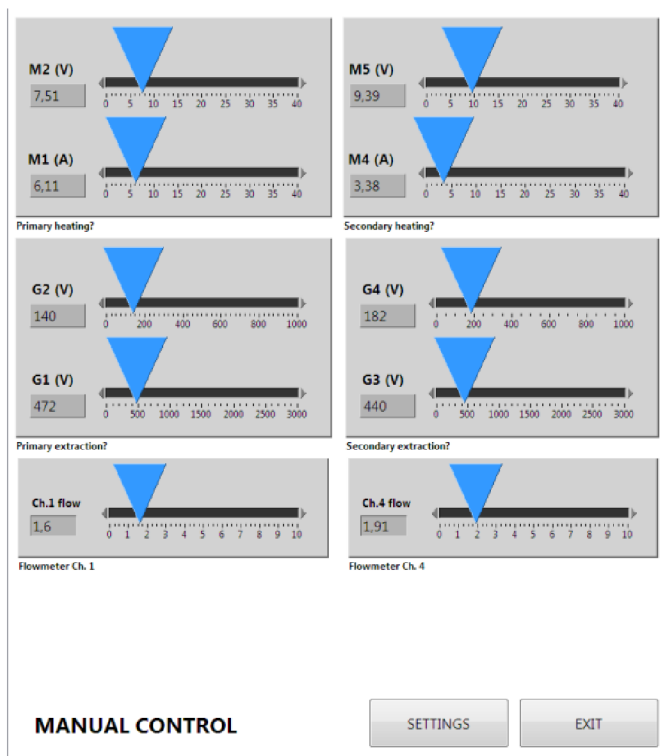 M2 (V)
7,51
0 5 10 15 20 25 30 35 40
M1 (A)
6,11
0 5 10 15 20 25 30 35 40
Primary heating?
M5 (V)
9,39
0 5 10 15 20 25 30 35 40
M4 (A)
3,38
0 5 10 15 20 25 30 35 40
Secondary heating?
G2 (V)
140
0 200 400 600 800 1000
G1 (V)
472
0 500 1000 1500 2000 2500 3000
Primary extraction?
G4 (V)
182
0 200 400 600 800 1000
G3 (V)
440
0 500 1000 1500 2000 2500 3000
Secondary extraction?
Ch.1 flow
1,6
0 1 2 3 4 5 6 7 8 9 10
Flowmeter Ch. 1
Ch.4 flow
1,91
0 1 2 3 4 5 6 7 8 9 10
Flowmeter Ch. 4
MANUAL CONTROL
SETTINGS
EXIT